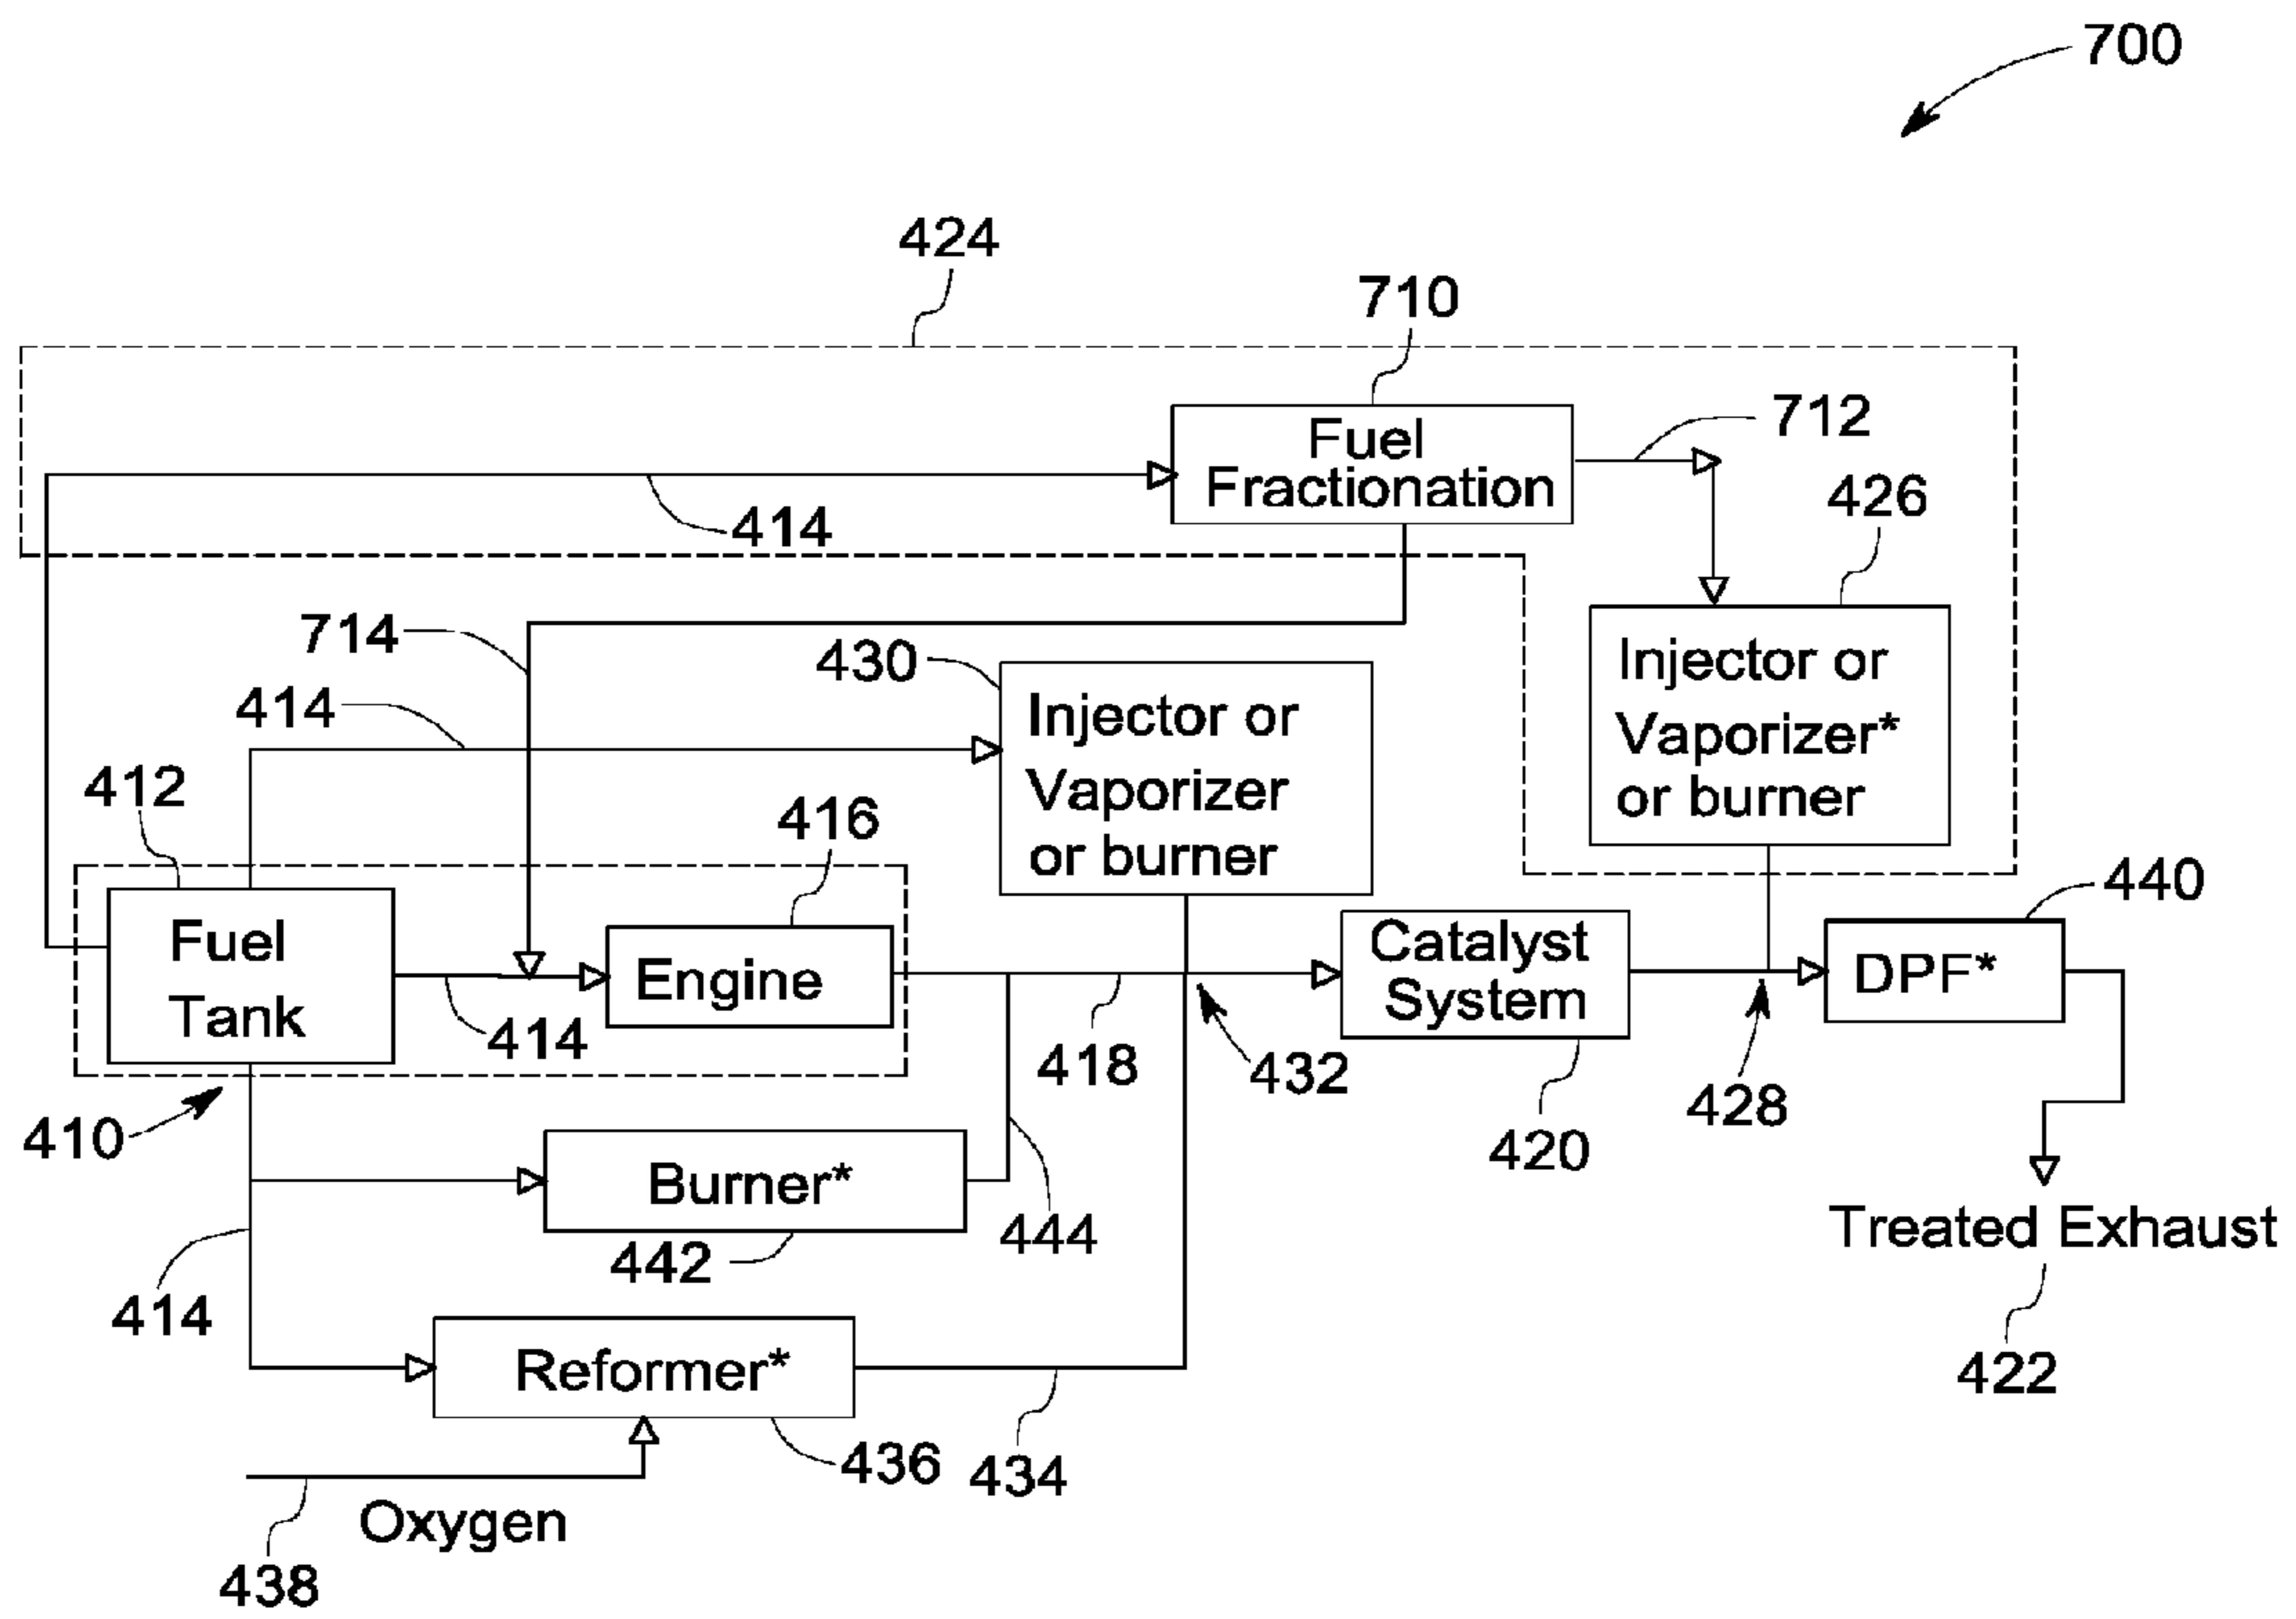 700
424
710
Fuel
Fractionation
712
426
414
714
430
Injector or
Vaporizer*
or burner
414
Injector or
Vaporizer
or burner
412
416
440
Fuel
Tank
Engine
Catalyst
System
DPF*
414
418
432
428
410
420
Burner*
444
442
Treated Exhaust
414
Reformer*
422
436
434
Oxygen
438